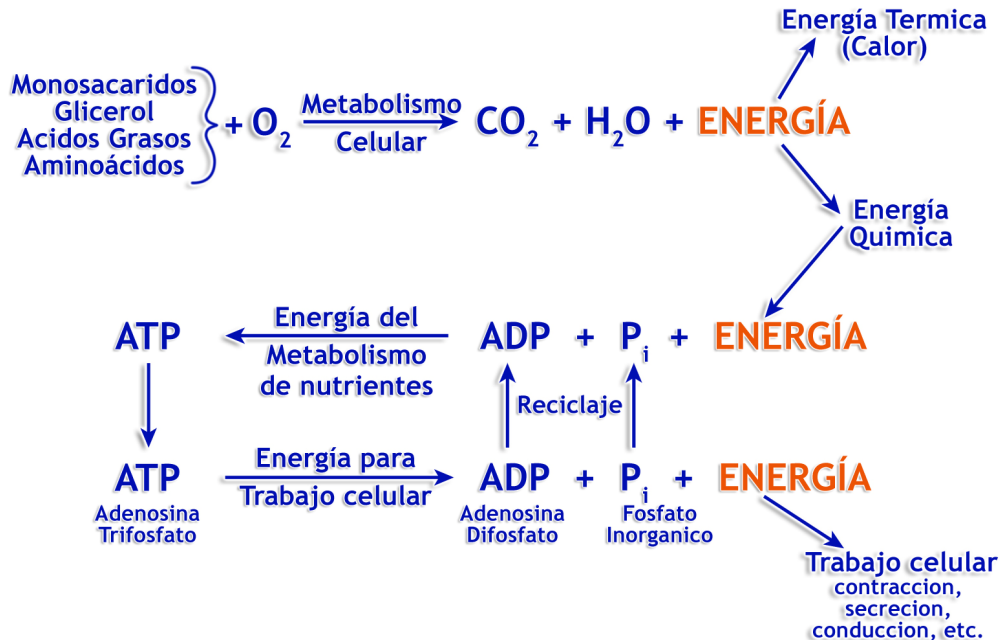 Energía Termica
(Calor)
Monosacaridos
Glicerol
Acidos Grasos
Aminoácidos
+ O2
Metabolismo
Celular
CO2 + H2O + ENERGÍA
Energía
Quimica
ATP
Energía del
Metabolismo
de nutrientes
ADP + Pi + ENERGÍA
Reciclaje
ATP
Adenosina
Trifosfato
Energía para
Trabajo celular
ADP + Pi + ENERGÍA
Adenosina
Difosfato
Fosfato
Inorganico
Trabajo celular
contraccion,
secrecion,
conduccion, etc.